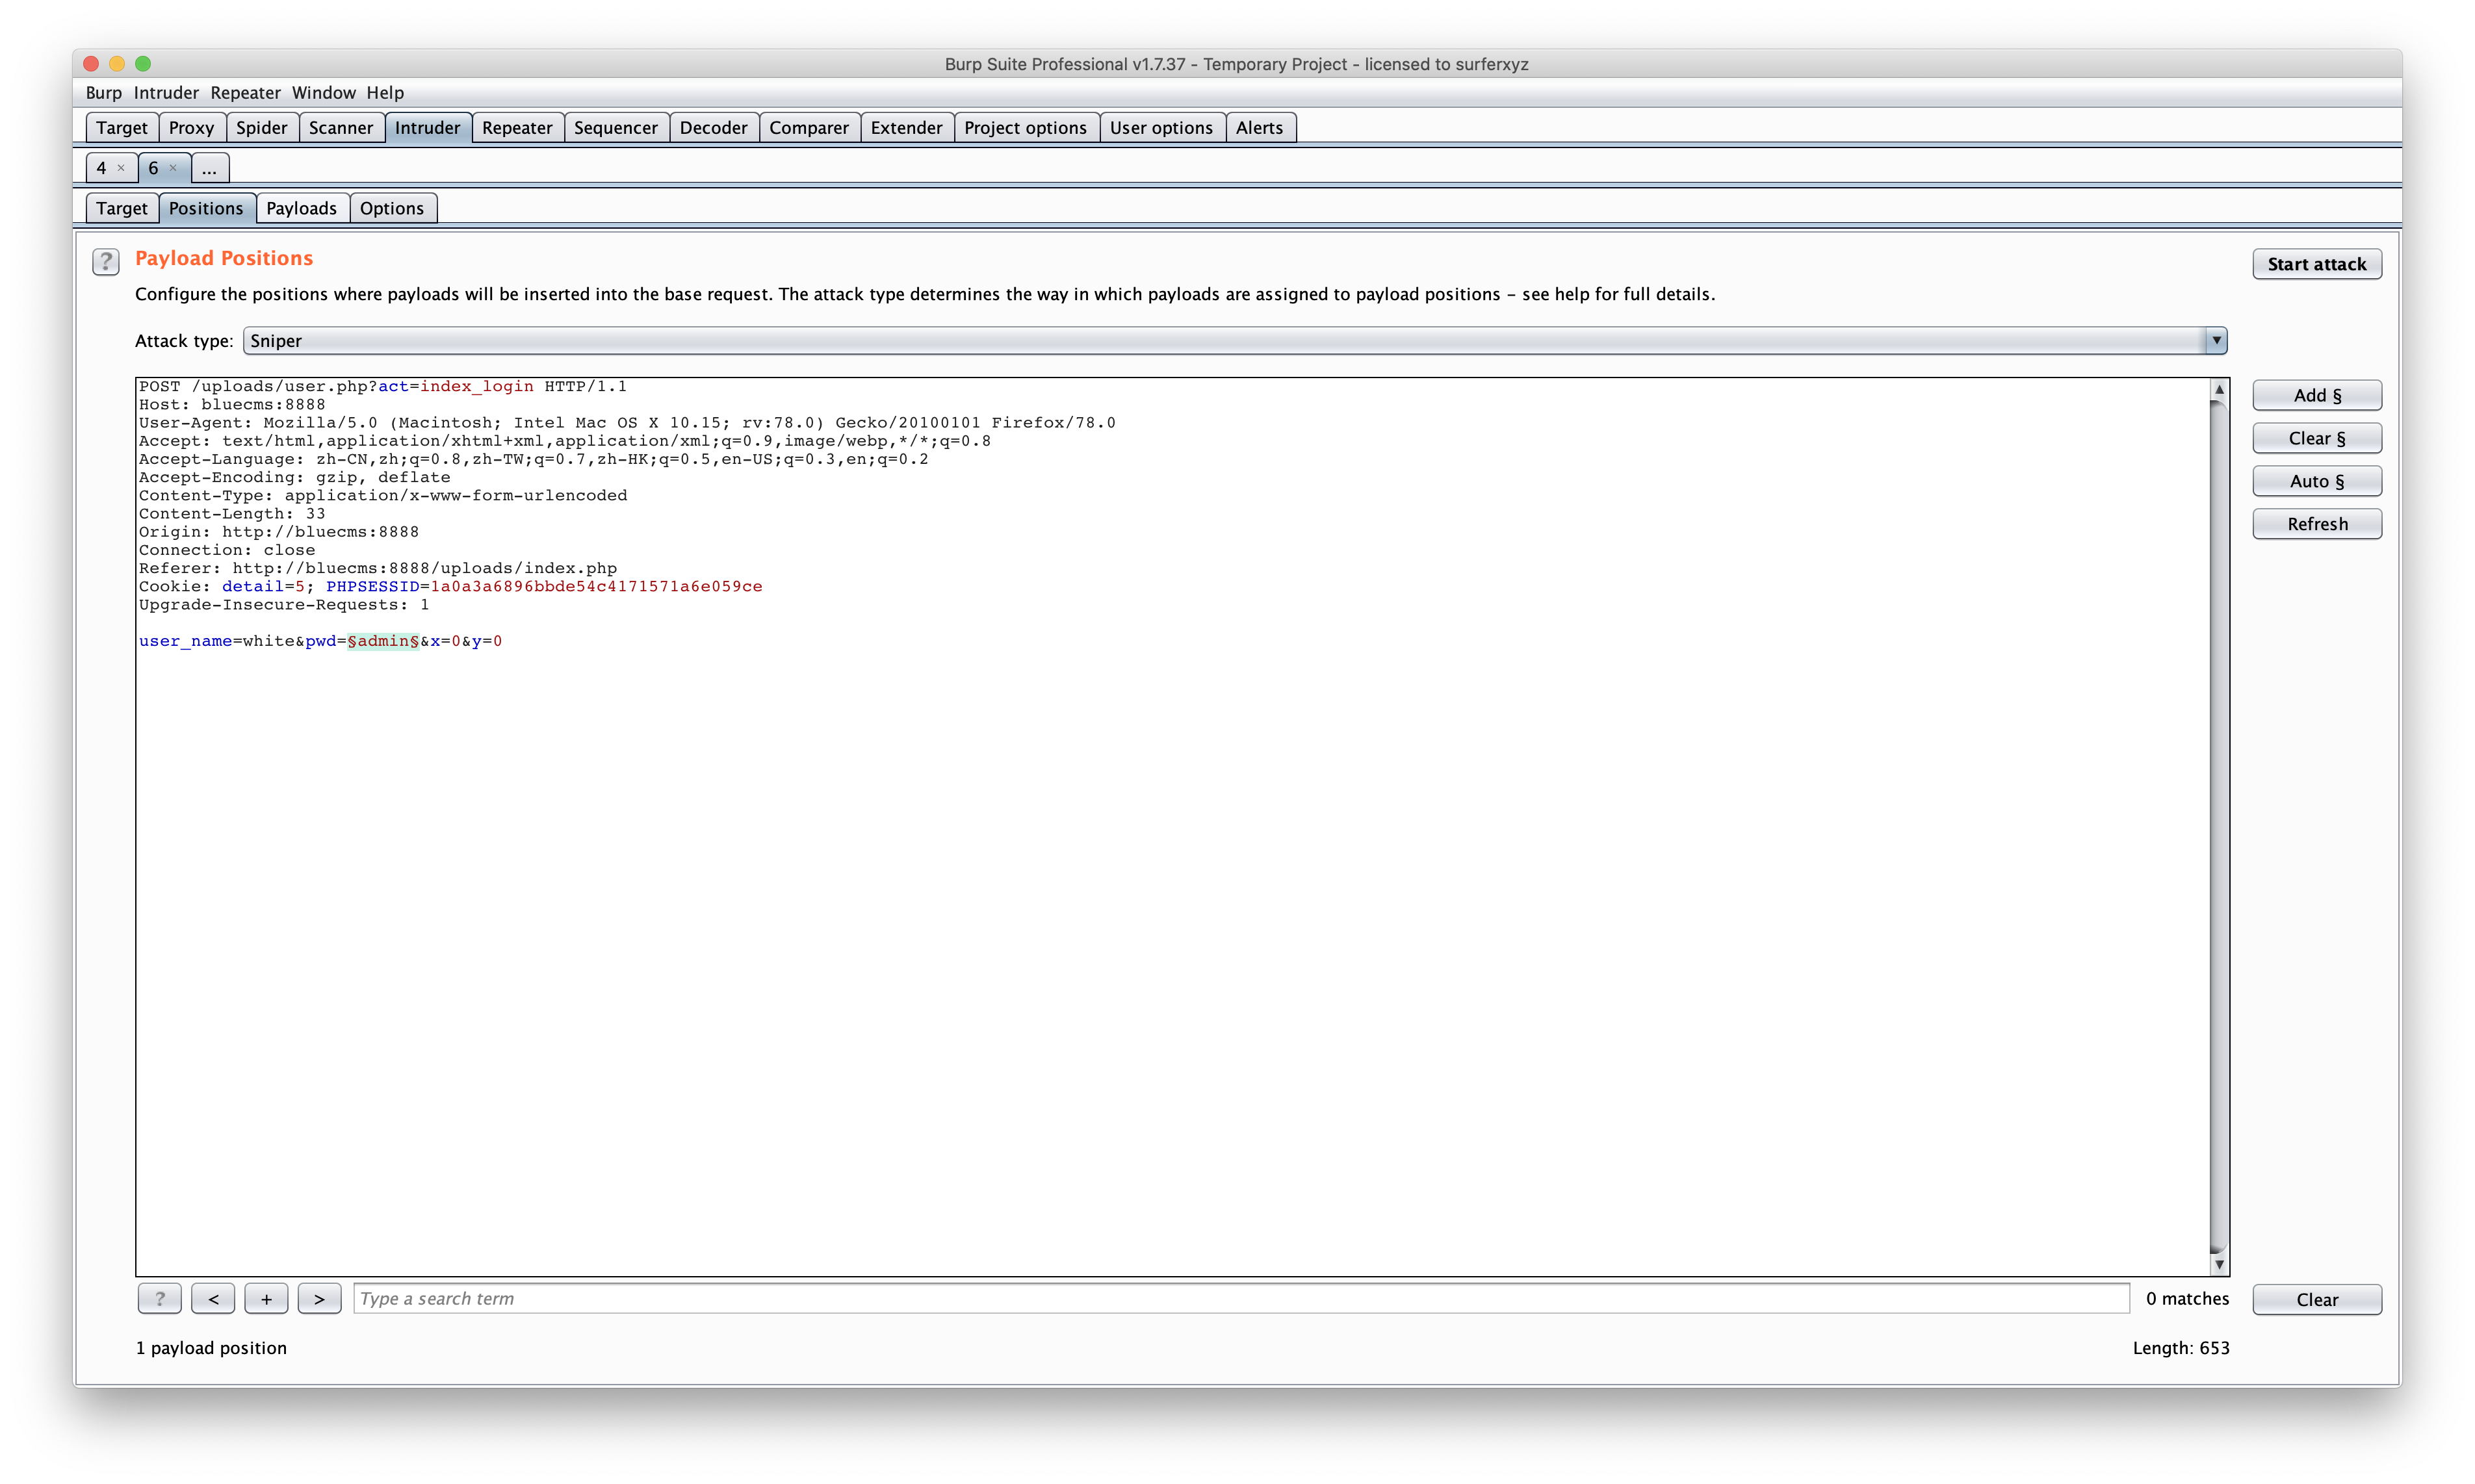 Burp Suite Professional v1.7.37 - Temporary Project - licensed to surferxyz
Burp Intruder Repeater Window Help
Target Proxy Spider Scanner Intruder Repeater Sequencer Decoder Comparer Extender Project options User options Alerts
4 × 6 × ...
Target Positions Payloads Options
? Payload Positions
Start attack
Configure the positions where payloads will be inserted into the base request. The attack type determines the way in which payloads are assigned to payload positions – see help for full details.
Attack type: Sniper
POST /uploads/user.php?act=index_login HTTP/1.1
Host: bluecms:8888
User-Agent: Mozilla/5.0 (Macintosh; Intel Mac OS X 10.15; rv:78.0) Gecko/20100101 Firefox/78.0
Accept: text/html,application/xhtml+xml,application/xml;q=0.9,image/webp,*/*;q=0.8
Accept-Language: zh-CN,zh;q=0.8,zh-TW;q=0.7,zh-HK;q=0.5,en-US;q=0.3,en;q=0.2
Accept-Encoding: gzip, deflate
Content-Type: application/x-www-form-urlencoded
Content-Length: 33
Origin: http://bluecms:8888
Connection: close
Referer: http://bluecms:8888/uploads/index.php
Cookie: detail=5; PHPSESSID=1a0a3a6896bbde54c4171571a6e059ce
Upgrade-Insecure-Requests: 1
user_name=white&pwd=§admin§&x=0&y=0
Add §
Clear §
Auto §
Refresh
? < + > Type a search term 0 matches Clear
1 payload position Length: 653